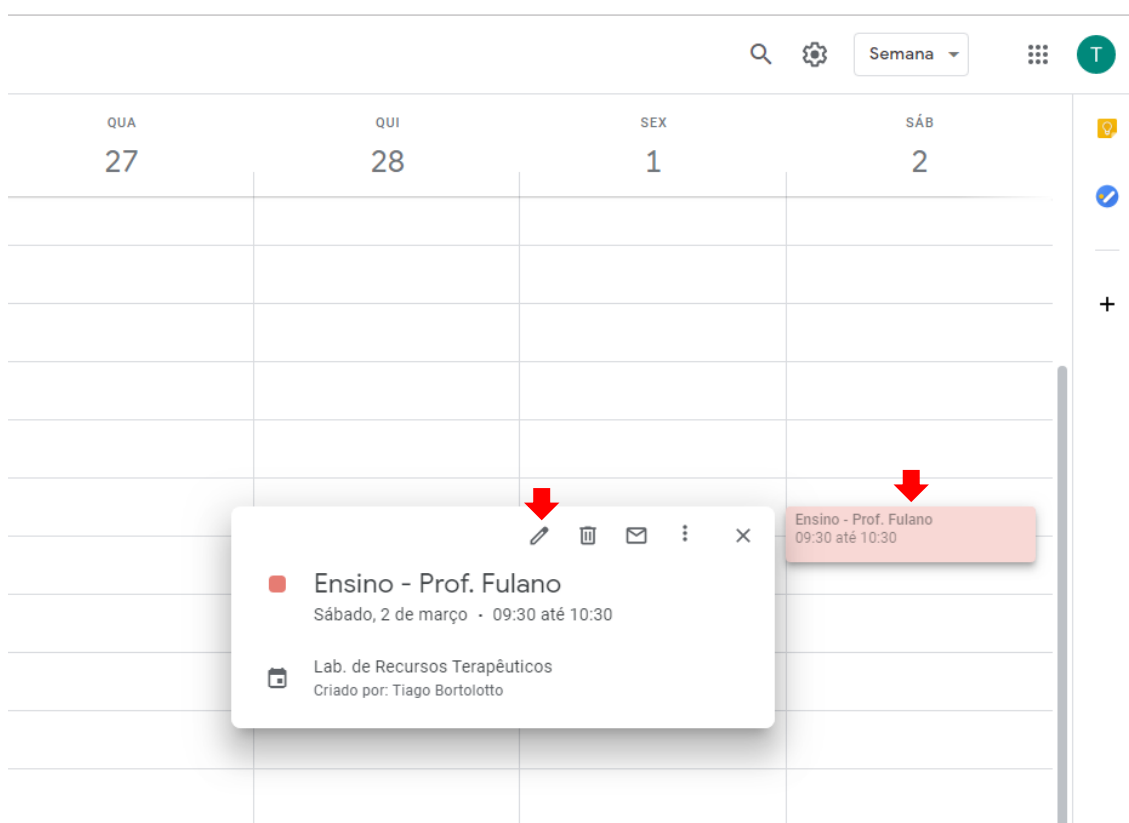 Semana
T
QUA
QUI
SEX
SÁB
27
28
1
2
Ensino - Prof. Fulano
09:30 até 10:30
Ensino - Prof. Fulano
Sábado, 2 de março · 09:30 até 10:30
Lab. de Recursos Terapêuticos
Criado por: Tiago Bortolotto